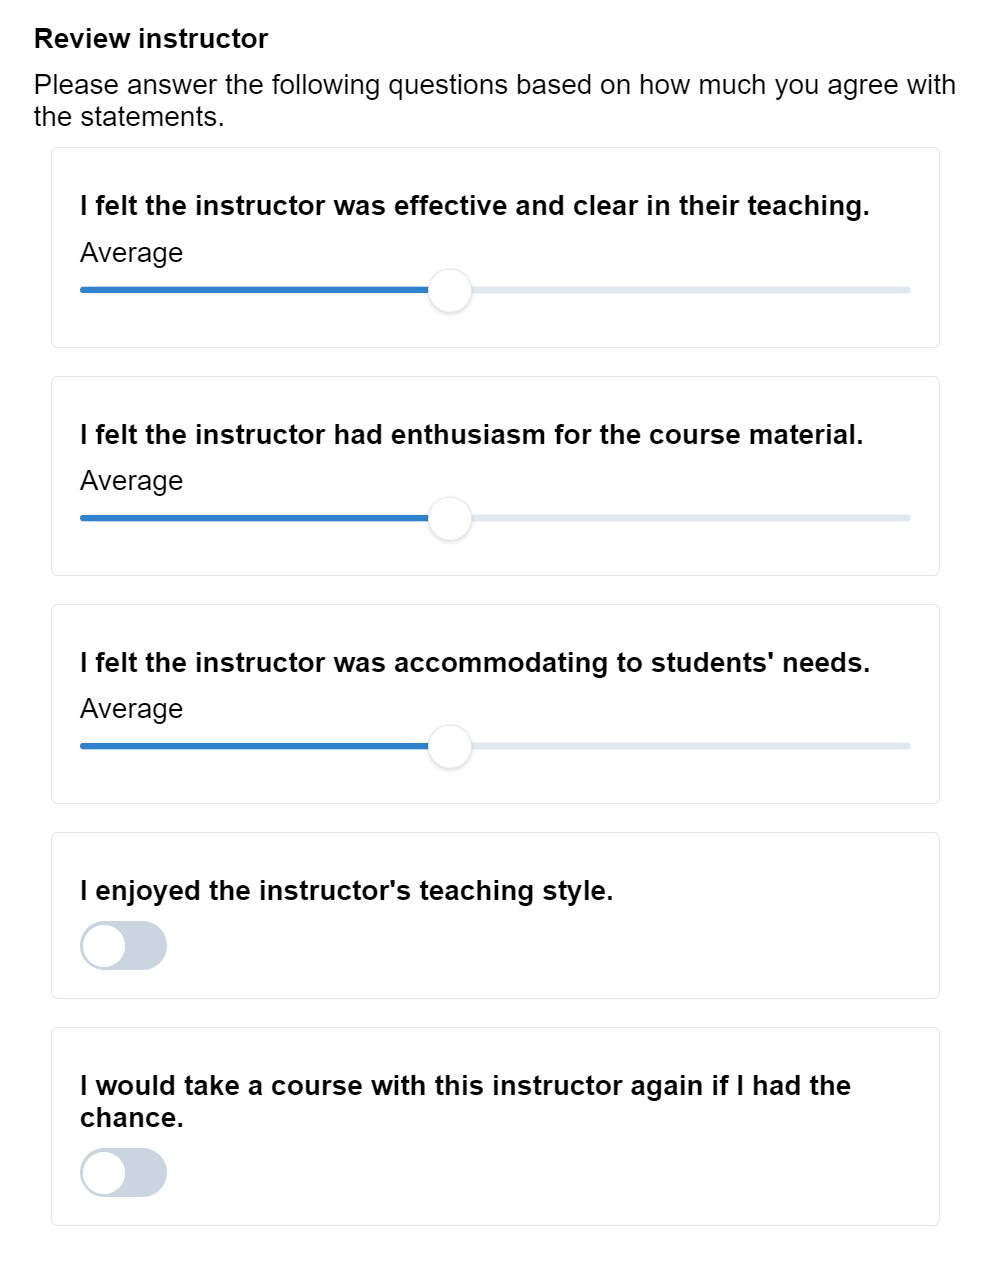 Review instructor
Please answer the following questions based on how much you agree with
the statements.
I felt the instructor was effective and clear in their teaching.
Average
I felt the instructor had enthusiasm for the course material.
Average
I felt the instructor was accommodating to students' needs.
Average
I enjoyed the instructor's teaching style.
I would take a course with this instructor again if I had the
chance.